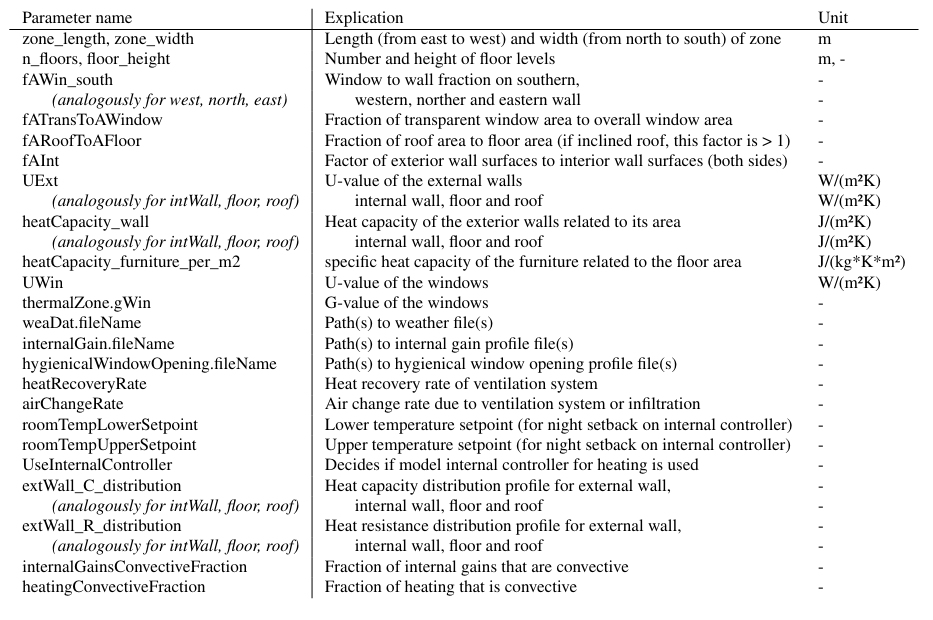 Parameter name Explication Unit
zone_length, zone_width Length (from east to west) and width (from north to south) of zone m
n_floors, floor_height Number and height of floor levels m, -
fAWin_south Window to wall fraction on southern, -
(analogously for west, north, east) western, norther and eastern wall -
fATransToAWindow Fraction of transparent window area to overall window area -
fARoofToAFloor Fraction of roof area to floor area (if inclined roof, this factor is > 1) -
fAInt Factor of exterior wall surfaces to interior wall surfaces (both sides) -
UExt U-value of the external walls W/(m²K)
(analogously for intWall, floor, roof) internal wall, floor and roof W/(m²K)
heatCapacity_wall Heat capacity of the exterior walls related to its area J/(m²K)
(analogously for intWall, floor, roof) internal wall, floor and roof J/(m²K)
heatCapacity_furniture_per_m2 specific heat capacity of the furniture related to the floor area J/(kg*K*m²)
UWin U-value of the windows W/(m²K)
thermalZone.gWin G-value of the windows -
weaDat.fileName Path(s) to weather file(s) -
internalGain.fileName Path(s) to internal gain profile file(s) -
hygienicalWindowOpening.fileName Path(s) to hygienical window opening profile file(s) -
heatRecoveryRate Heat recovery rate of ventilation system -
airChangeRate Air change rate due to ventilation system or infiltration -
roomTempLowerSetpoint Lower temperature setpoint (for night setback on internal controller) -
roomTempUpperSetpoint Upper temperature setpoint (for night setback on internal controller) -
UseInternalController Decides if model internal controller for heating is used -
extWall_C_distribution Heat capacity distribution profile for external wall, -
(analogously for intWall, floor, roof) internal wall, floor and roof -
extWall_R_distribution Heat resistance distribution profile for external wall, -
(analogously for intWall, floor, roof) internal wall, floor and roof -
internalGainsConvectiveFraction Fraction of internal gains that are convective -
heatingConvectiveFraction Fraction of heating that is convective -